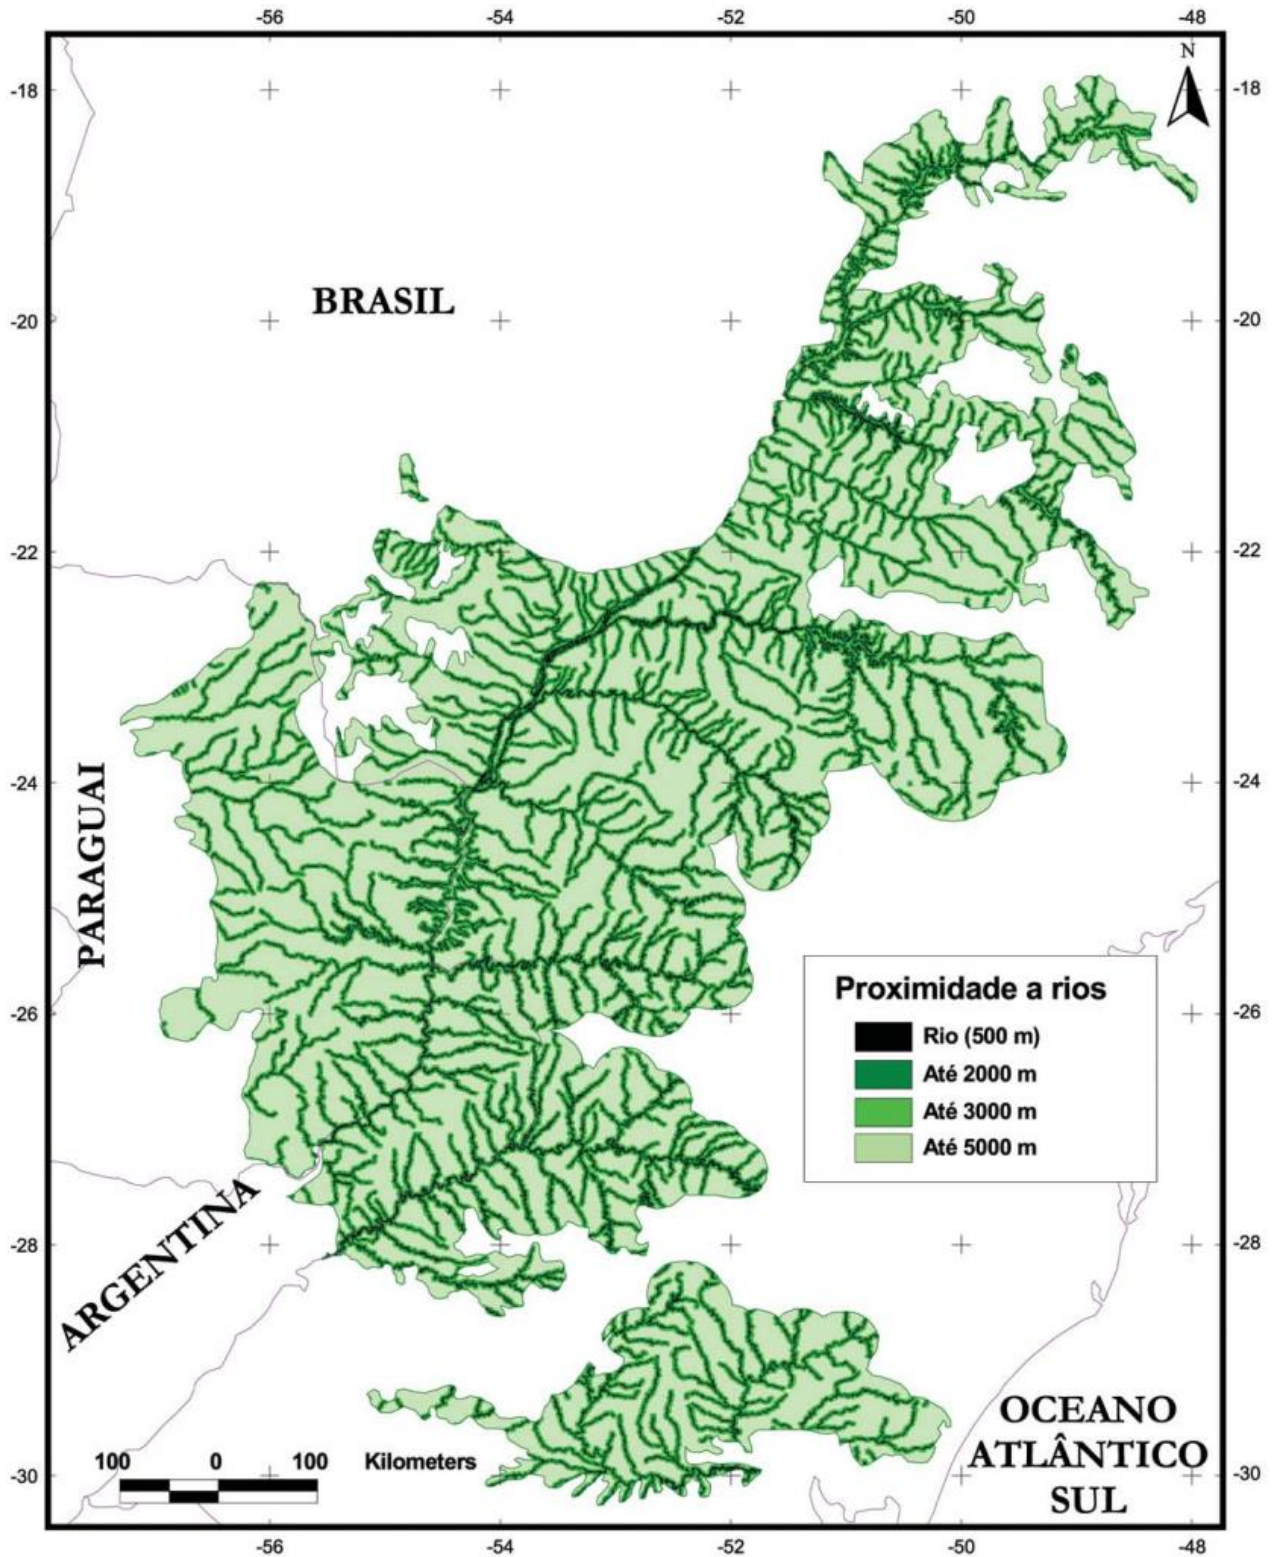 -56 -54 -52 -50 -48
N
-18 -18
BRASIL
-20 -20
-22 -22
-24 -24
PARAGUAI
Proximidade a rios
Rio (500 m)
-26 -26
Até 2000 m
Até 3000 m
Até 5000 m
ARGENTINA
-28 -28
OCEANO
ATLÂNTICO
SUL
100 0 100 Kilometers
-30 -30
-56 -54 -52 -50 -48